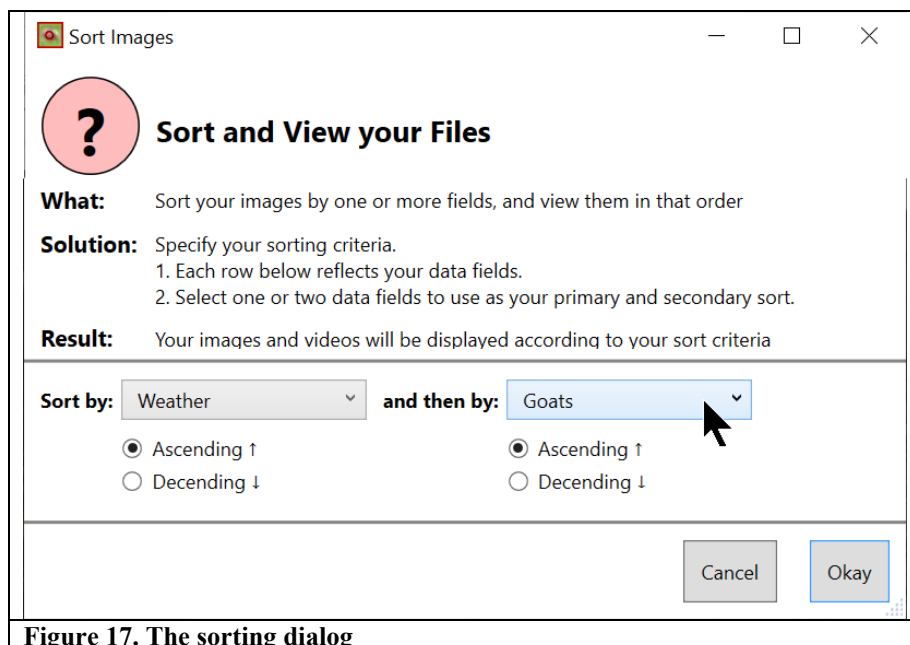 Sort Images
?
Sort and View your Files
What: Sort your images by one or more fields, and view them in that order
Solution: Specify your sorting criteria.
1. Each row below reflects your data fields.
2. Select one or two data fields to use as your primary and secondary sort.
Result: Your images and videos will be displayed according to your sort criteria
Sort by: Weather and then by: Goats
Ascending ↑ Ascending ↑
Decending ↓ Decending ↓
Cancel Okay
Figure 17. The sorting dialog